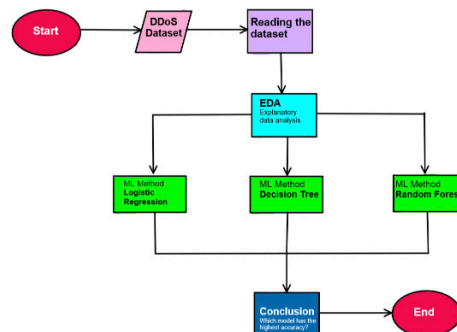 Start
DDoS
Dataset
Reading the
dataset
EDA
Explanatory
data analysis
ML Method
Logistic
Regression
ML Method
Decision Tree
ML Method
Random Fores
Conclusion
Which model has the
highest accuracy?
End